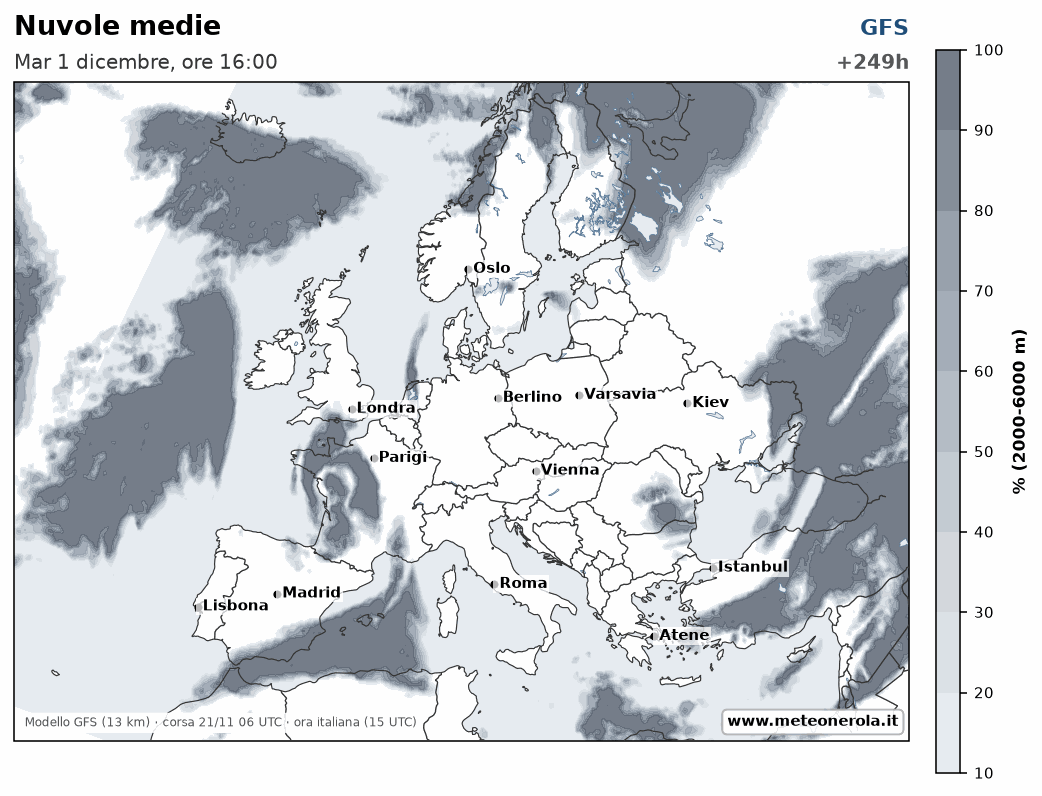 Nuvole medie
GFS
Mar 1 dicembre, ore 16:00
+249h
100
90
80
70
60
50
40
30
20
10
% (2000-6000 m)
Oslo
Londra
Berlino
Varsavia
Kiev
Parigi
Vienna
Istanbul
Roma
Madrid
Lisbona
Atene
Modello GFS (13 km) · corsa 21/11 06 UTC · ora italiana (15 UTC)
www.meteonerola.it